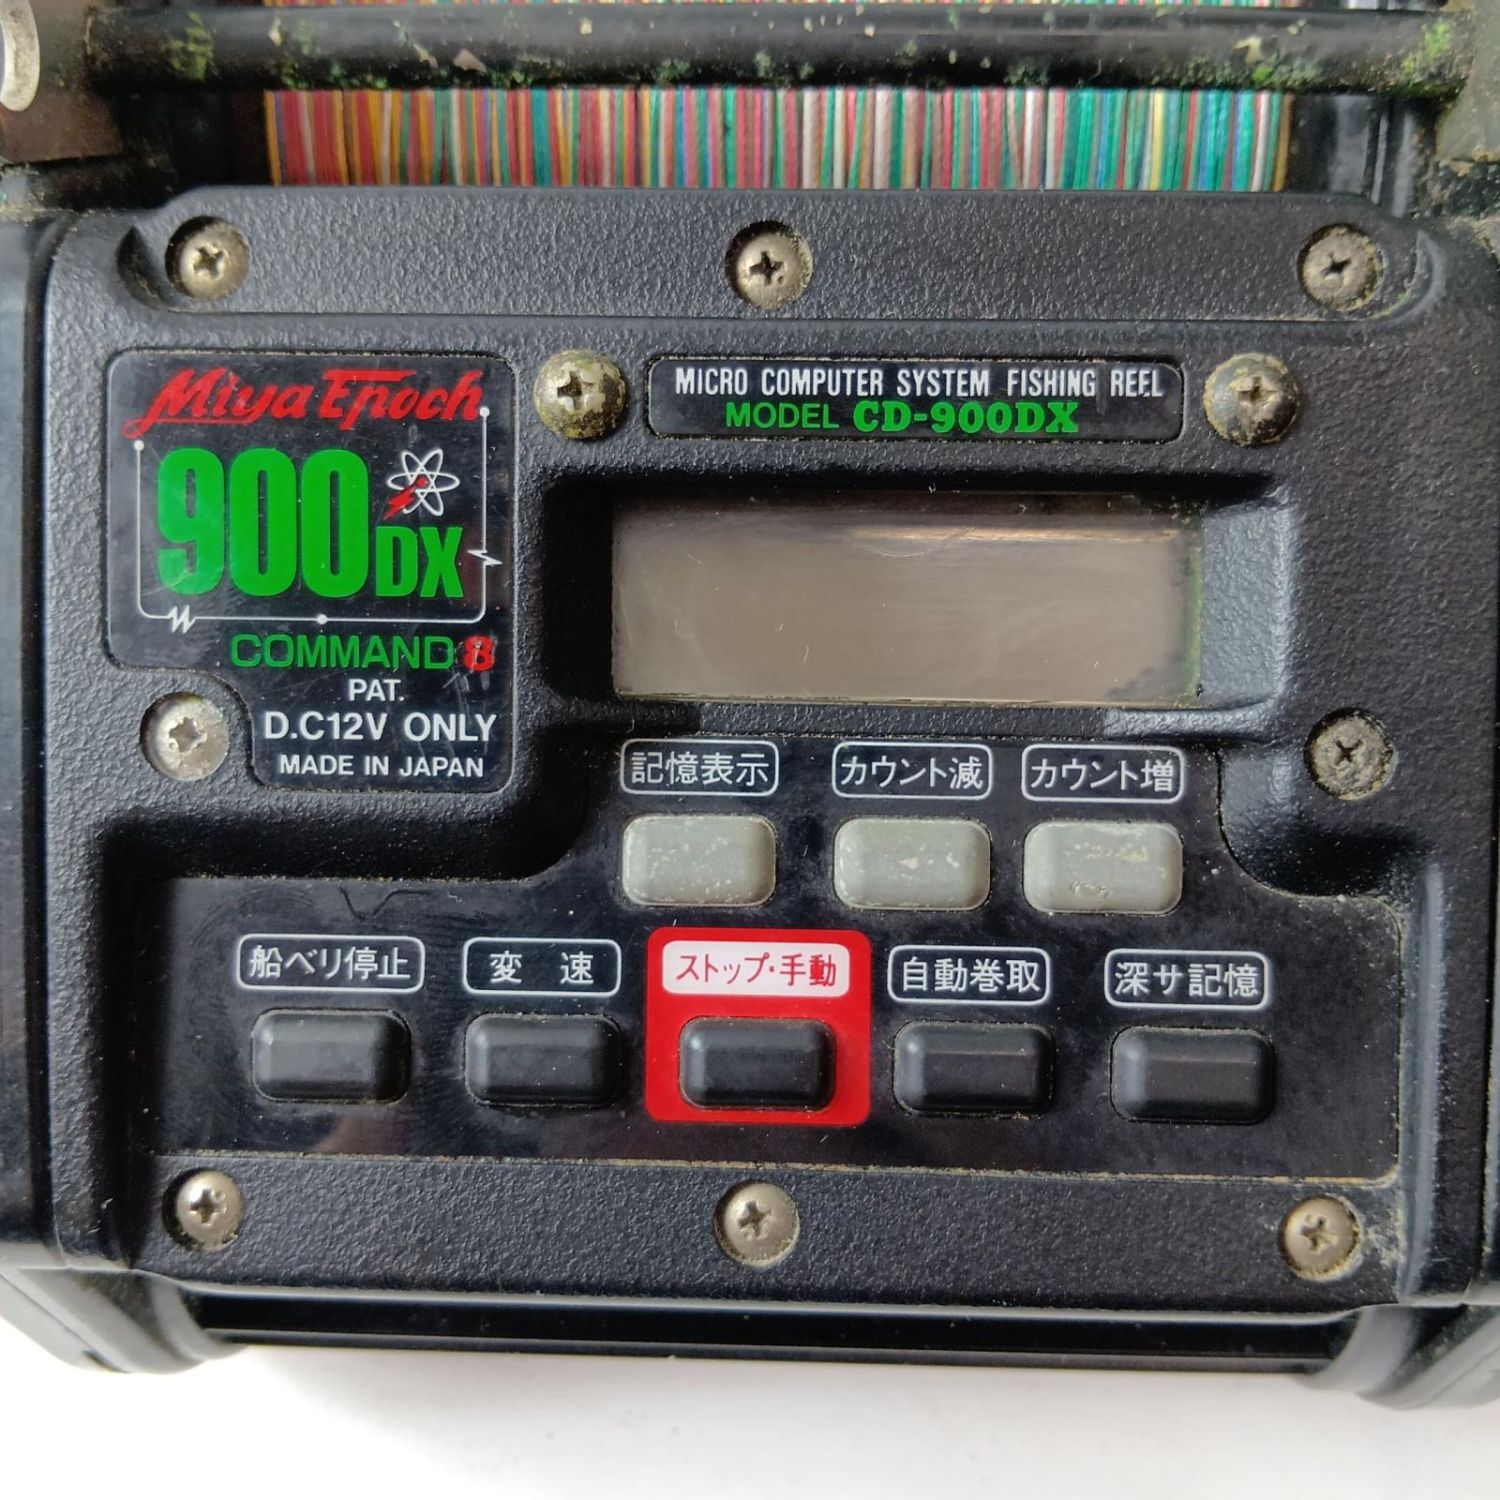 Miya Epoch
900DX
COMMAND 8
PAT.
D.C12V ONLY
MADE IN JAPAN
MICRO COMPUTER SYSTEM FISHING REEL
MODEL CD-900DX
記憶表示
カウント減
カウント増
船ベリ停止
変 速
ストップ・手動
自動巻取
深サ記憶